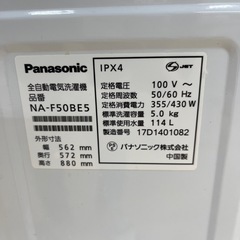 Panasonic
全自動電気洗濯機
品番
NA-F50BE5
外形寸法
幅 562 mm
奥行 572 mm
高さ 880 mm
IPX4
JET
定格電圧 100 V~
定格周波数 50/60 Hz
定格消費電力 355/430 W
標準洗濯容量 5.0 kg
標準使用水量 114 L
製造番号 17D1401082
パナソニック株式会社
中国製